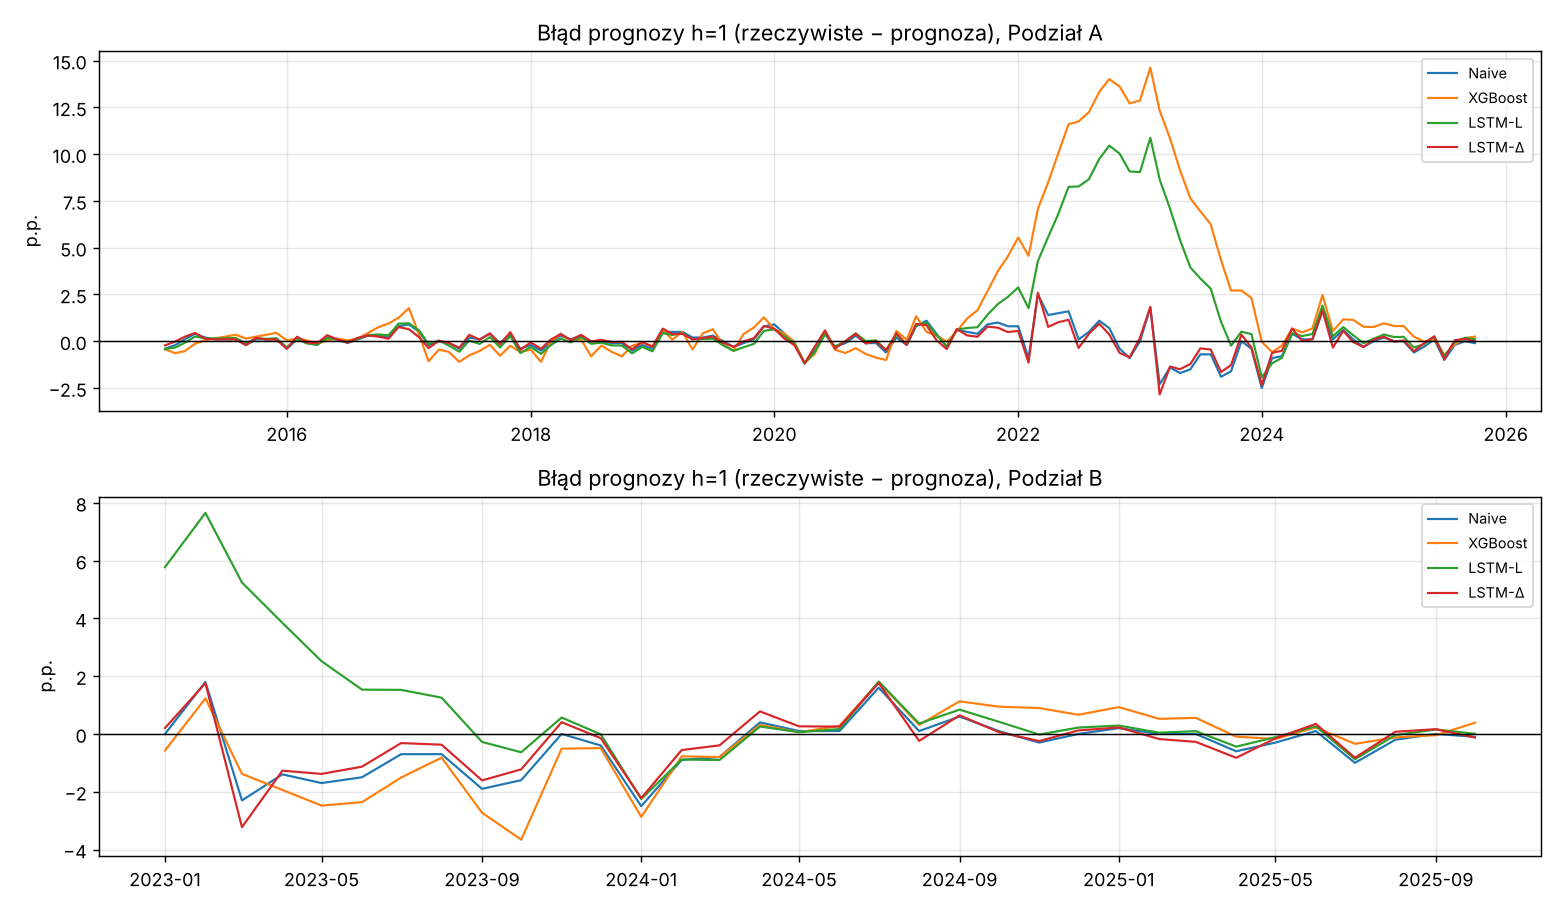 Błąd prognozy h=1 (rzeczywiste − prognoza), Podział A
15.0
12.5
10.0
7.5
5.0
2.5
0.0
−2.5
p.p.
Naive
XGBoost
LSTM-L
LSTM-Δ
2016
2018
2020
2022
2024
2026
Błąd prognozy h=1 (rzeczywiste − prognoza), Podział B
8
6
4
2
0
−2
−4
p.p.
Naive
XGBoost
LSTM-L
LSTM-Δ
2023-01
2023-05
2023-09
2024-01
2024-05
2024-09
2025-01
2025-05
2025-09